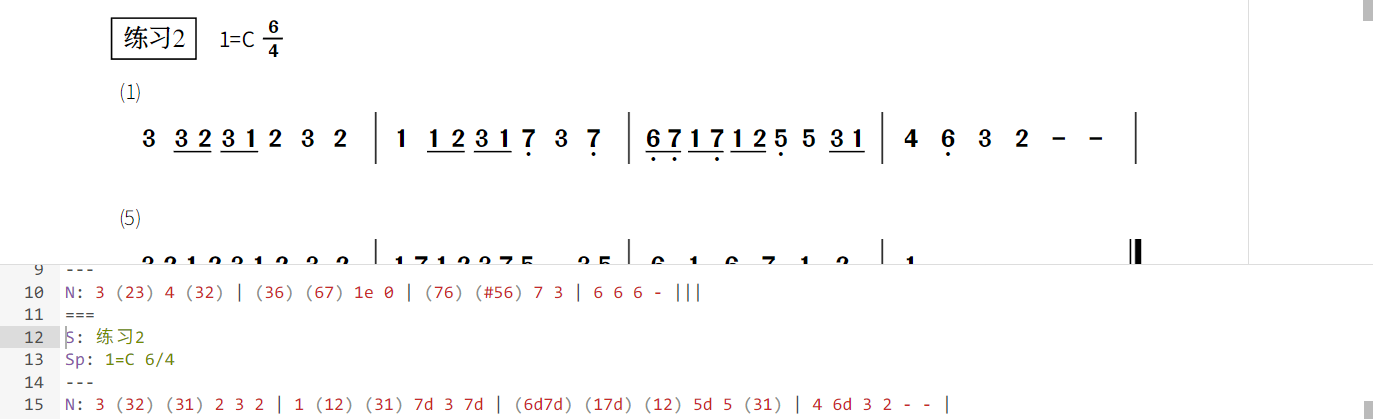 练习2 1=C 6/4
(1)
3 3 2 3 1 2 3 2 | 1 1 2 3 1 7 3 7 | 6 7 1 7 1 2 5 5 3 1 | 4 6 3 2 - - |
(5)
9 ---
10 N: 3 (23) 4 (32) | (36) (67) 1e 0 | (76) (#56) 7 3 | 6 6 6 - |||
11 ===
12 S: 练习2
13 Sp: 1=C 6/4
14 ---
15 N: 3 (32) (31) 2 3 2 | 1 (12) (31) 7d 3 7d | (6d7d) (17d) (12) 5d 5 (31) | 4 6d 3 2 - - |